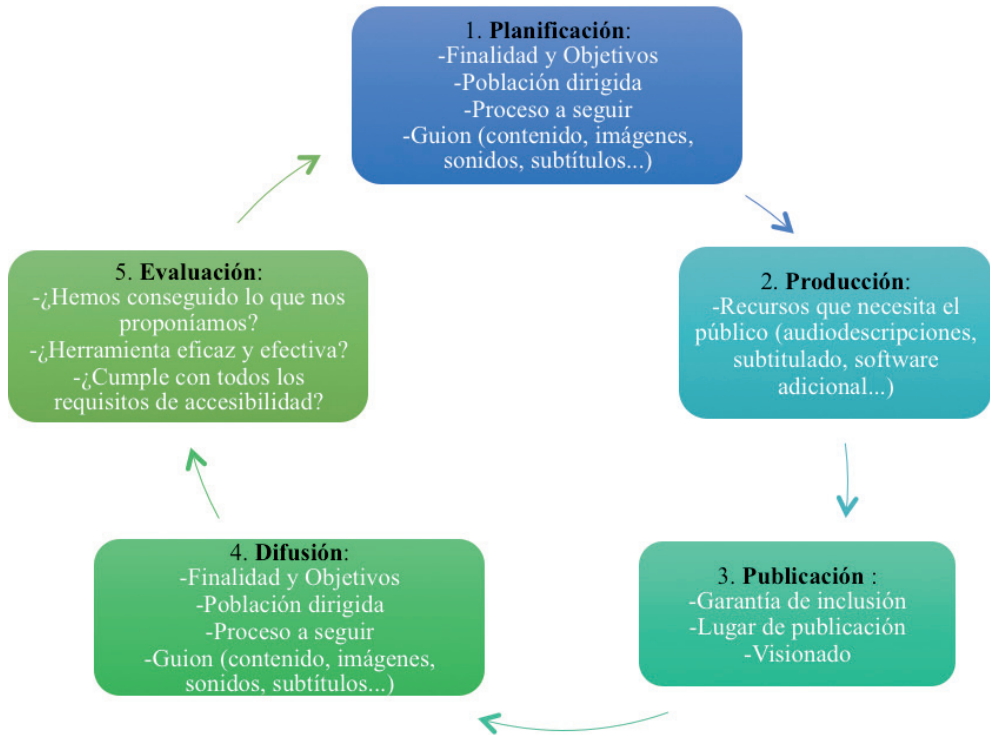 1. Planificación:
-Finalidad y Objetivos
-Población dirigida
-Proceso a seguir
-Guion (contenido, imágenes,
sonidos, subtítulos...)
2. Producción:
-Recursos que necesita el
público (audiodescripciones,
subtitulado, software
adicional...)
3. Publicación :
-Garantía de inclusión
-Lugar de publicación
-Visionado
4. Difusión:
-Finalidad y Objetivos
-Población dirigida
-Proceso a seguir
-Guion (contenido, imágenes,
sonidos, subtítulos...)
5. Evaluación:
-¿Hemos conseguido lo que nos
proponíamos?
-¿Herramienta eficaz y efectiva?
-¿Cumple con todos los
requisitos de accesibilidad?